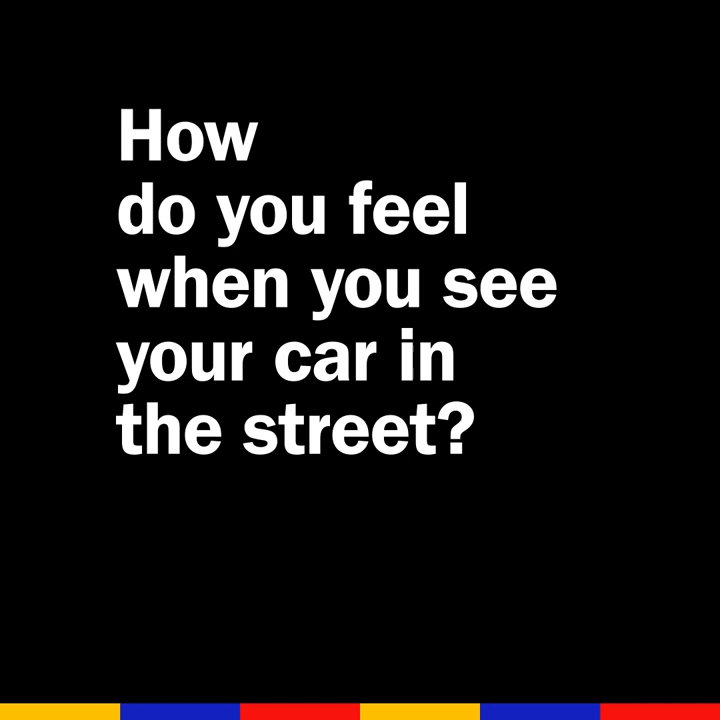 How
do you feel
when you see
your car in
the street?